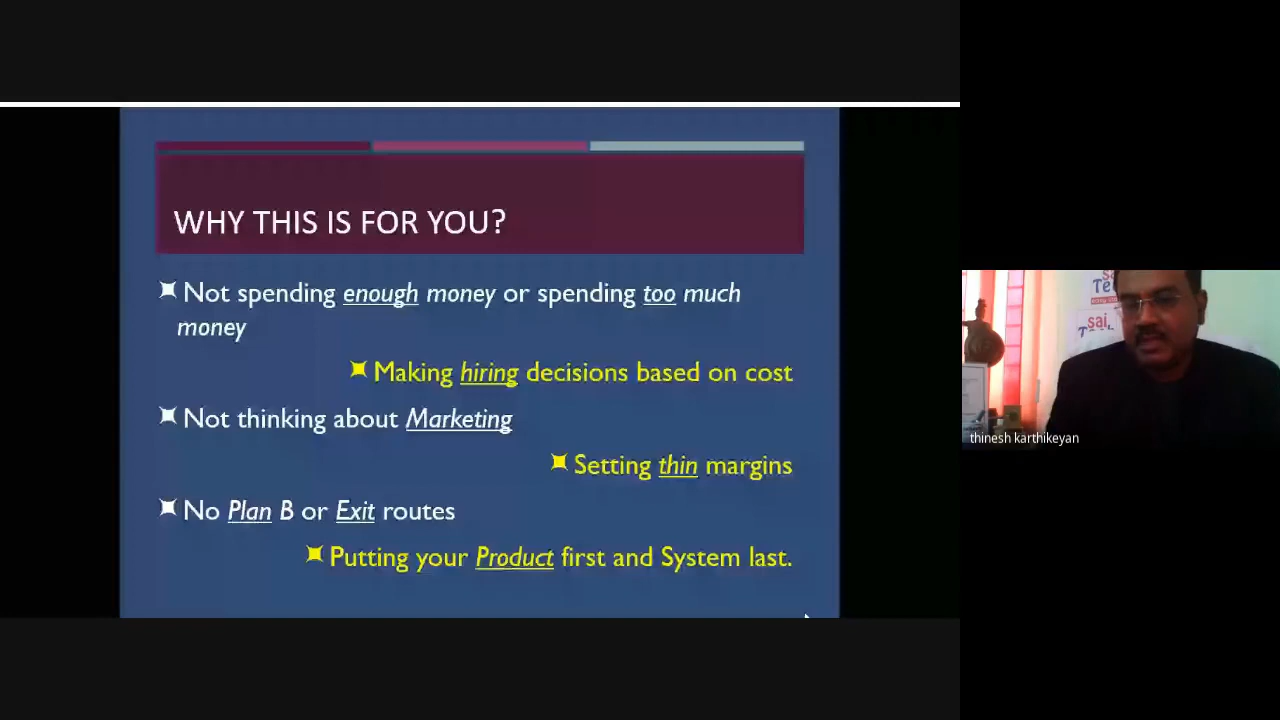 WHY THIS IS FOR YOU?
Not spending enough money or spending too much
money
Making hiring decisions based on cost
Not thinking about Marketing
Setting thin margins
No Plan B or Exit routes
Putting your Product first and System last.
sai
thinesh karthikeyan